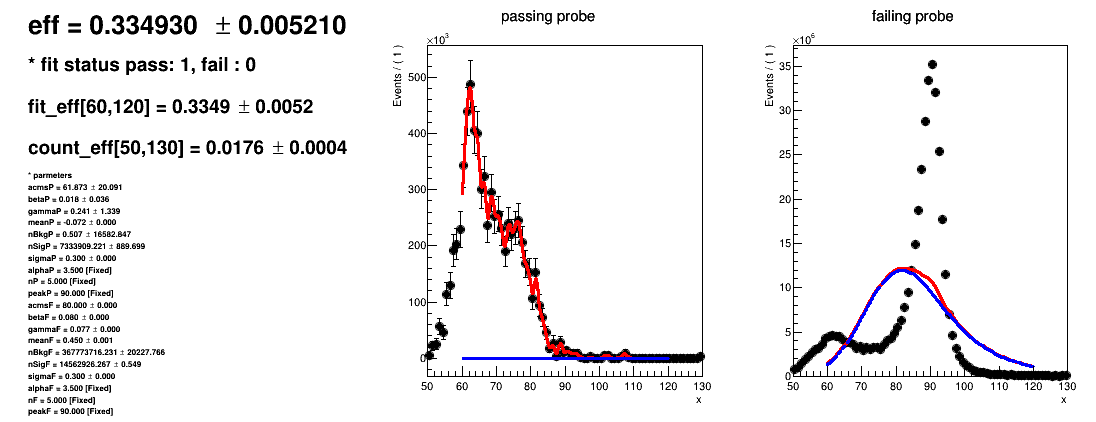 eff = 0.334930 ± 0.005210
* fit status pass: 1, fail : 0
fit_eff[60,120] = 0.3349 ± 0.0052
count_eff[50,130] = 0.0176 ± 0.0004
* parmeters
acmsP = 61.873 ± 20.091
betaP = 0.018 ± 0.036
gammaP = 0.241 ± 1.339
meanP = -0.072 ± 0.000
nBkgP = 0.507 ± 16582.847
nSigP = 7333909.221 ± 889.699
sigmaP = 0.300 ± 0.000
alphaP = 3.500 [Fixed]
nP = 5.000 [Fixed]
peakP = 90.000 [Fixed]
acmsF = 80.000 ± 0.000
betaF = 0.080 ± 0.000
gammaF = 0.077 ± 0.000
meanF = 0.450 ± 0.001
nBkgF = 367773716.231 ± 20227.766
nSigF = 14562926.267 ± 0.549
sigmaF = 0.300 ± 0.000
alphaF = 3.500 [Fixed]
nF = 5.000 [Fixed]
peakF = 90.000 [Fixed]
passing probe
×10³
Events / ( 1 )
500
400
300
200
100
0
50 60 70 80 90 100 110 120 130
x
failing probe
×10⁶
Events / ( 1 )
35
30
25
20
15
10
5
0
50 60 70 80 90 100 110 120 130
x